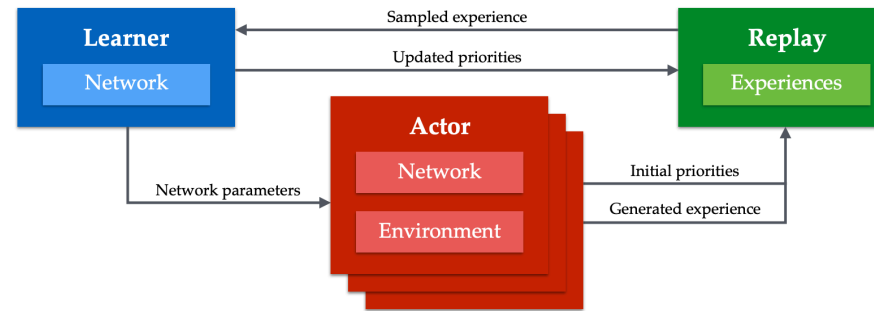 Sampled experience
Learner
Replay
Updated priorities
Network
Experiences
Actor
Network
Initial priorities
Network parameters
Generated experience
Environment